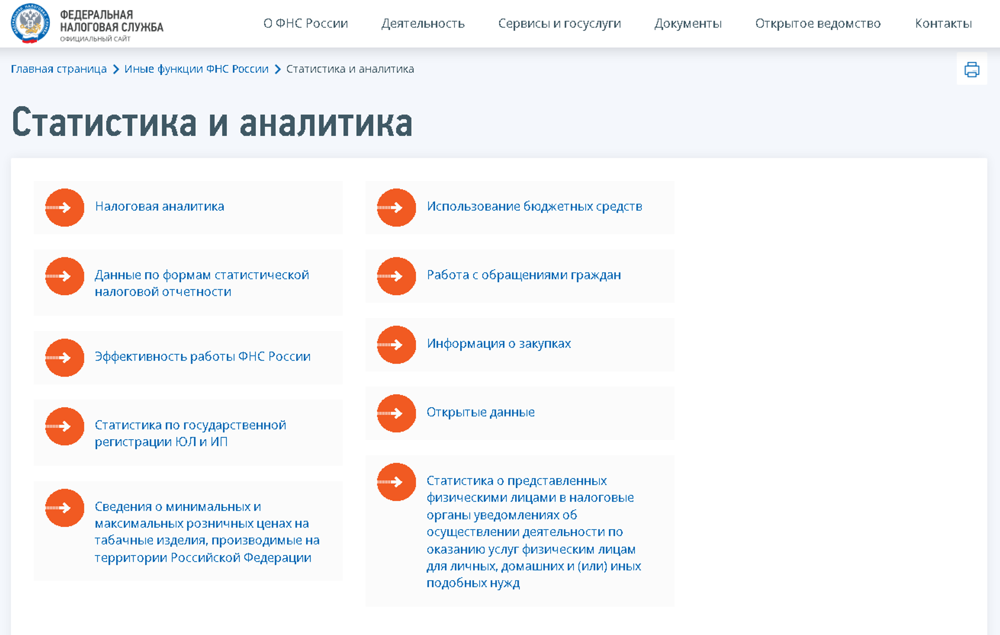 ФЕДЕРАЛЬНАЯ
НАЛОГОВАЯ СЛУЖБА
ОФИЦИАЛЬНЫЙ САЙТ
О ФНС России
Деятельность
Сервисы и госуслуги
Документы
Открытое ведомство
Контакты
Главная страница
Иные функции ФНС России
Статистика и аналитика
Статистика и аналитика
Налоговая аналитика
Данные по формам статистической
налоговой отчетности
Эффективность работы ФНС России
Статистика по государственной
регистрации ЮЛ и ИП
Сведения о минимальных и
максимальных розничных ценах на
табачные изделия, производимые на
территории Российской Федерации
Использование бюджетных средств
Работа с обращениями граждан
Информация о закупках
Открытые данные
Статистика о представленных
физическими лицами в налоговые
органы уведомлениях об
осуществлении деятельности по
оказанию услуг физическим лицам
для личных, домашних и (или) иных
подобных нужд